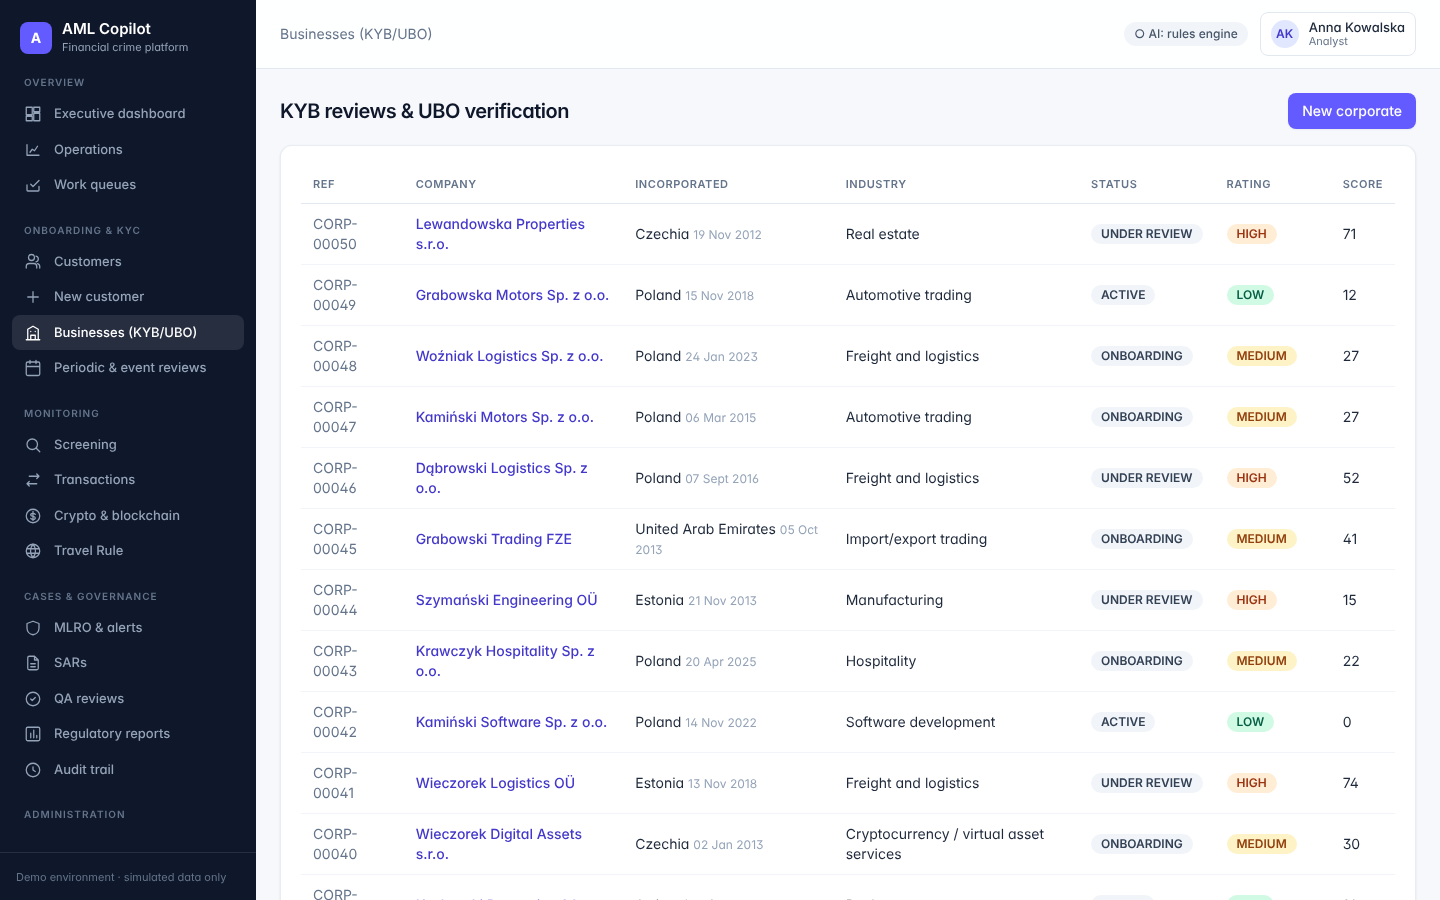 A
AML Copilot
Financial crime platform
OVERVIEW
Executive dashboard
Operations
Work queues
ONBOARDING & KYC
Customers
New customer
Businesses (KYB/UBO)
Periodic & event reviews
MONITORING
Screening
Transactions
Crypto & blockchain
Travel Rule
CASES & GOVERNANCE
MLRO & alerts
SARs
QA reviews
Regulatory reports
Audit trail
ADMINISTRATION
Demo environment · simulated data only
Businesses (KYB/UBO)
AI: rules engine
AK
Anna Kowalska
Analyst
KYB reviews & UBO verification
New corporate
REF COMPANY INCORPORATED INDUSTRY STATUS RATING SCORE
CORP-
00050
Lewandowska Properties
s.r.o.
Czechia 19 Nov 2012
Real estate
UNDER REVIEW
HIGH
71
CORP-
00049
Grabowska Motors Sp. z o.o.
Poland 15 Nov 2018
Automotive trading
ACTIVE
LOW
12
CORP-
00048
Woźniak Logistics Sp. z o.o.
Poland 24 Jan 2023
Freight and logistics
ONBOARDING
MEDIUM
27
CORP-
00047
Kamiński Motors Sp. z o.o.
Poland 06 Mar 2015
Automotive trading
ONBOARDING
MEDIUM
27
CORP-
00046
Dąbrowski Logistics Sp. z
o.o.
Poland 07 Sept 2016
Freight and logistics
UNDER REVIEW
HIGH
52
CORP-
00045
Grabowski Trading FZE
United Arab Emirates 05 Oct
2013
Import/export trading
ONBOARDING
MEDIUM
41
CORP-
00044
Szymański Engineering OÜ
Estonia 21 Nov 2013
Manufacturing
UNDER REVIEW
HIGH
15
CORP-
00043
Krawczyk Hospitality Sp. z
o.o.
Poland 20 Apr 2025
Hospitality
ONBOARDING
MEDIUM
22
CORP-
00042
Kamiński Software Sp. z o.o.
Poland 14 Nov 2022
Software development
ACTIVE
LOW
0
CORP-
00041
Wieczorek Logistics OÜ
Estonia 13 Nov 2018
Freight and logistics
UNDER REVIEW
HIGH
74
CORP-
00040
Wieczorek Digital Assets
s.r.o.
Czechia 02 Jan 2013
Cryptocurrency / virtual asset
services
ONBOARDING
MEDIUM
30
CORP-